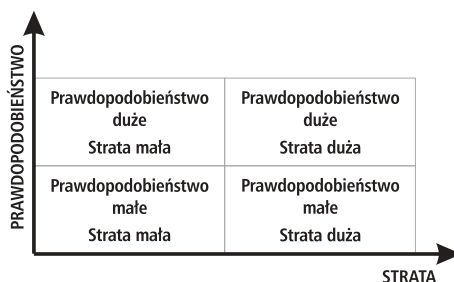 PRAWDOPODOBIEŃSTWO
Prawdopodobieństwo
duże
Strata mała
Prawdopodobieństwo
duże
Strata duża
Prawdopodobieństwo
małe
Strata mała
Prawdopodobieństwo
małe
Strata duża
STRATA